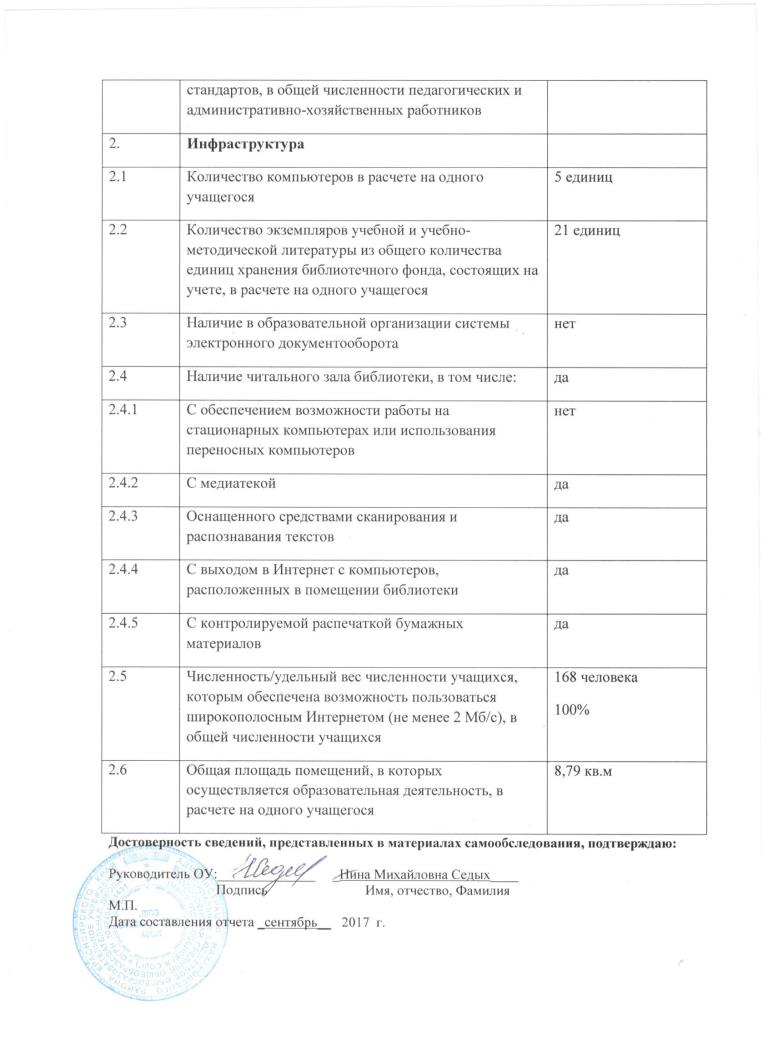 стандартов, в общей численности педагогических и
административно-хозяйственных работников
2. Инфраструктура
2.1 Количество компьютеров в расчете на одного 5 единиц
учащегося
2.2 Количество экземпляров учебной и учебно- 21 единиц
методической литературы из общего количества
единиц хранения библиотечного фонда, состоящих на
учете, в расчете на одного учащегося
2.3 Наличие в образовательной организации системы нет
электронного документооборота
2.4 Наличие читального зала библиотеки, в том числе: да
2.4.1 С обеспечением возможности работы на нет
стационарных компьютерах или использования
переносных компьютеров
2.4.2 С медиатекой да
2.4.3 Оснащенного средствами сканирования и да
распознавания текстов
2.4.4 С выходом в Интернет с компьютеров, да
расположенных в помещении библиотеки
2.4.5 С контролируемой распечаткой бумажных да
материалов
2.5 Численность/удельный вес численности учащихся, 168 человека
которым обеспечена возможность пользоваться 100%
широкополосным Интернетом (не менее 2 Мб/с), в
общей численности учащихся
2.6 Общая площадь помещений, в которых 8,79 кв.м
осуществляется образовательная деятельность, в
расчете на одного учащегося
Достоверность сведений, представленных в материалах самообследования, подтверждаю:
Руководитель ОУ: Нина Михайловна Седых
Подпись Имя, отчество, Фамилия
М.П.
Дата составления отчета _сентябрь__ 2017 г.